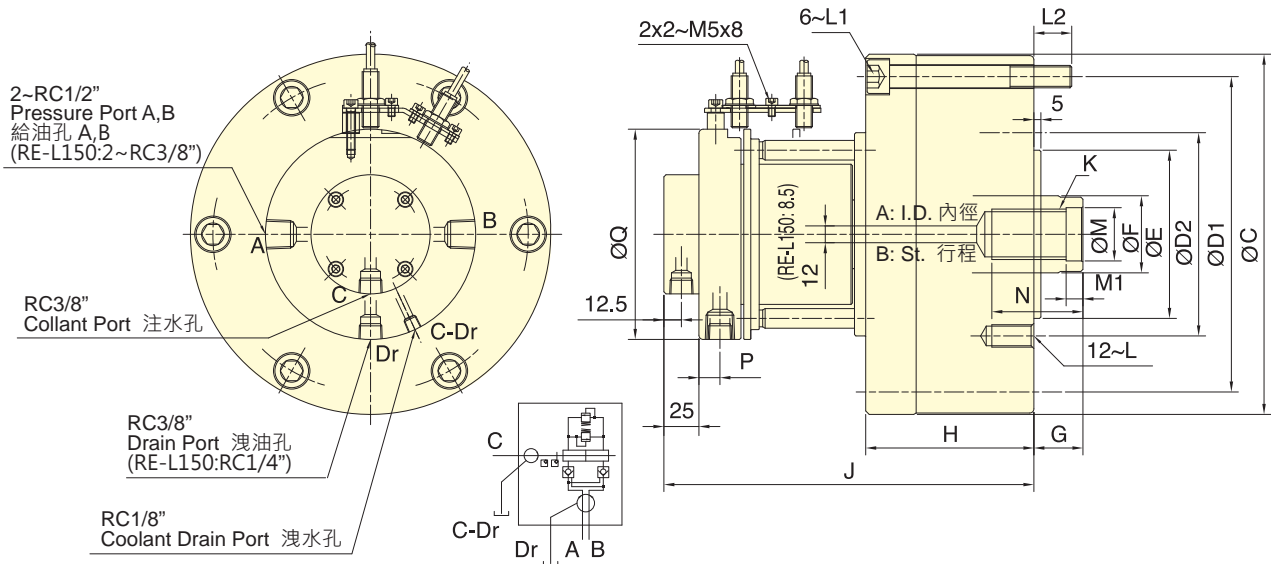 2~RC1/2”
Pressure Port A,B
給油孔 A,B
(RE-L150:2~RC3/8”)
A
B
C
C-Dr
Dr
RC3/8”
Collant Port 注水孔
RC3/8”
Drain Port 洩油孔
(RE-L150:RC1/4”)
RC1/8”
Coolant Drain Port 洩水孔
C
C-Dr
Dr
A
B
2x2~M5x8
6~L1
L2
5
K
ØQ
(RE-L150: 8.5)
12
A: I.D. 內徑
B: St. 行程
ØM
ØF
ØE
ØD2
ØD1
ØC
M1
N
12.5
P
12~L
25
H
G
J